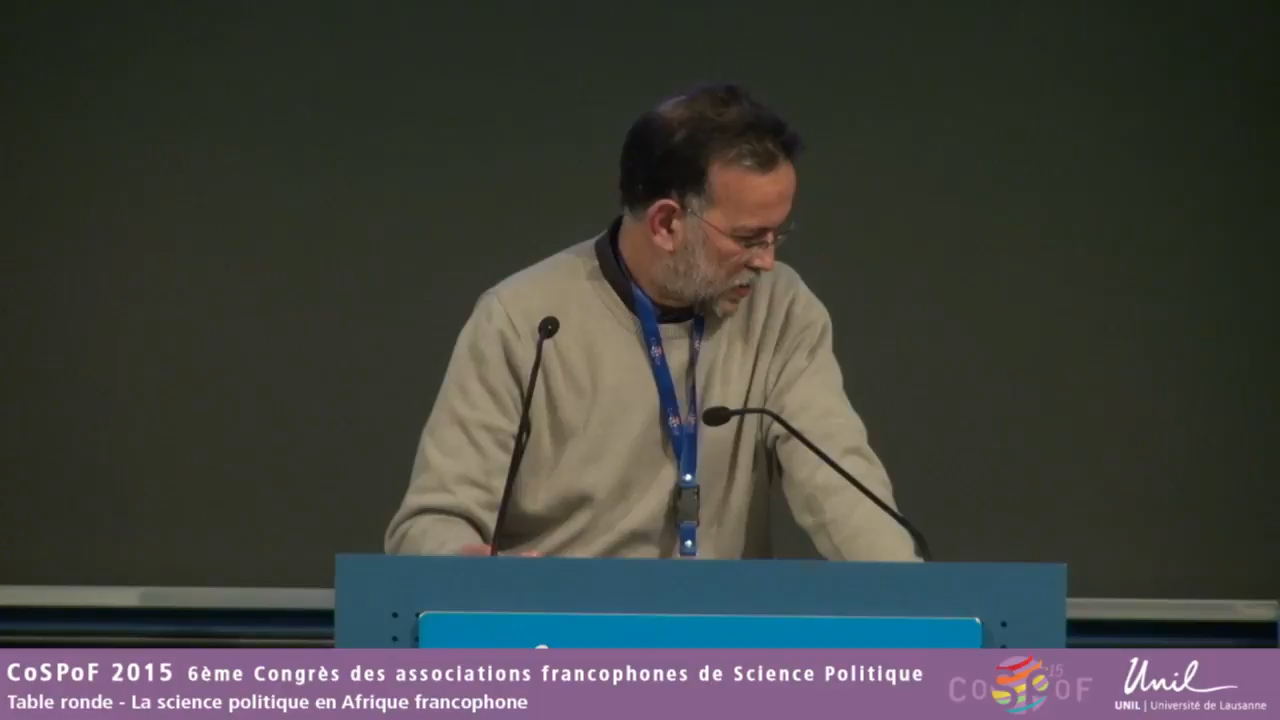 CoSPoF 2015 6ème Congrès des associations francophones de Science Politique
Table ronde - La science politique en Afrique francophone
CoSPoF '15
Unil
UNIL | Université de Lausanne